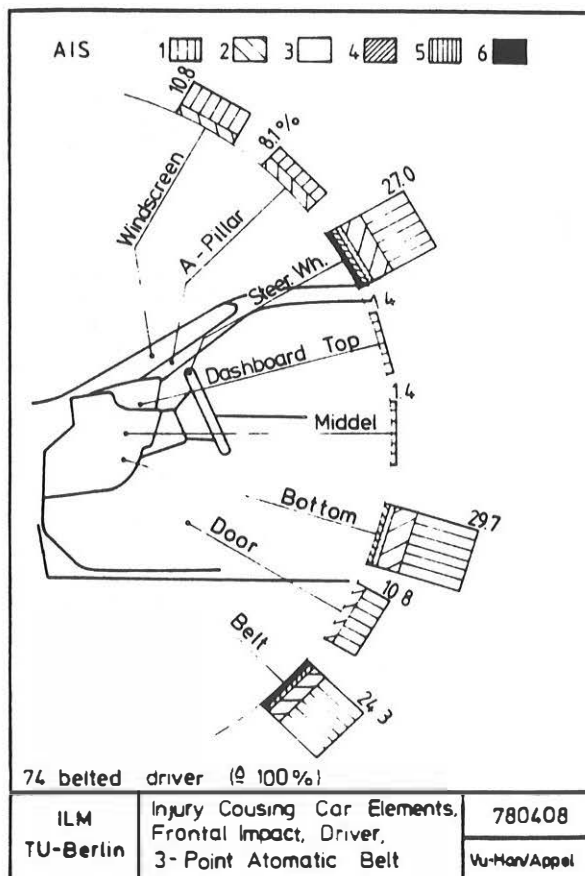 AIS 1 2 3 4 5 6
10.8
8.1%
27.0
Windscreen
A-Pillar
Steer. Wh.
1.4
Dashboard Top
1.4
Middel
Bottom
29.7
Door
10.8
Belt
24.3
74 belted driver (≙ 100%)
ILM
TU-Berlin
Injury Cousing Car Elements,
Frontal Impact, Driver,
3-Point Atomatic Belt
780408
Vu-Han/Appel